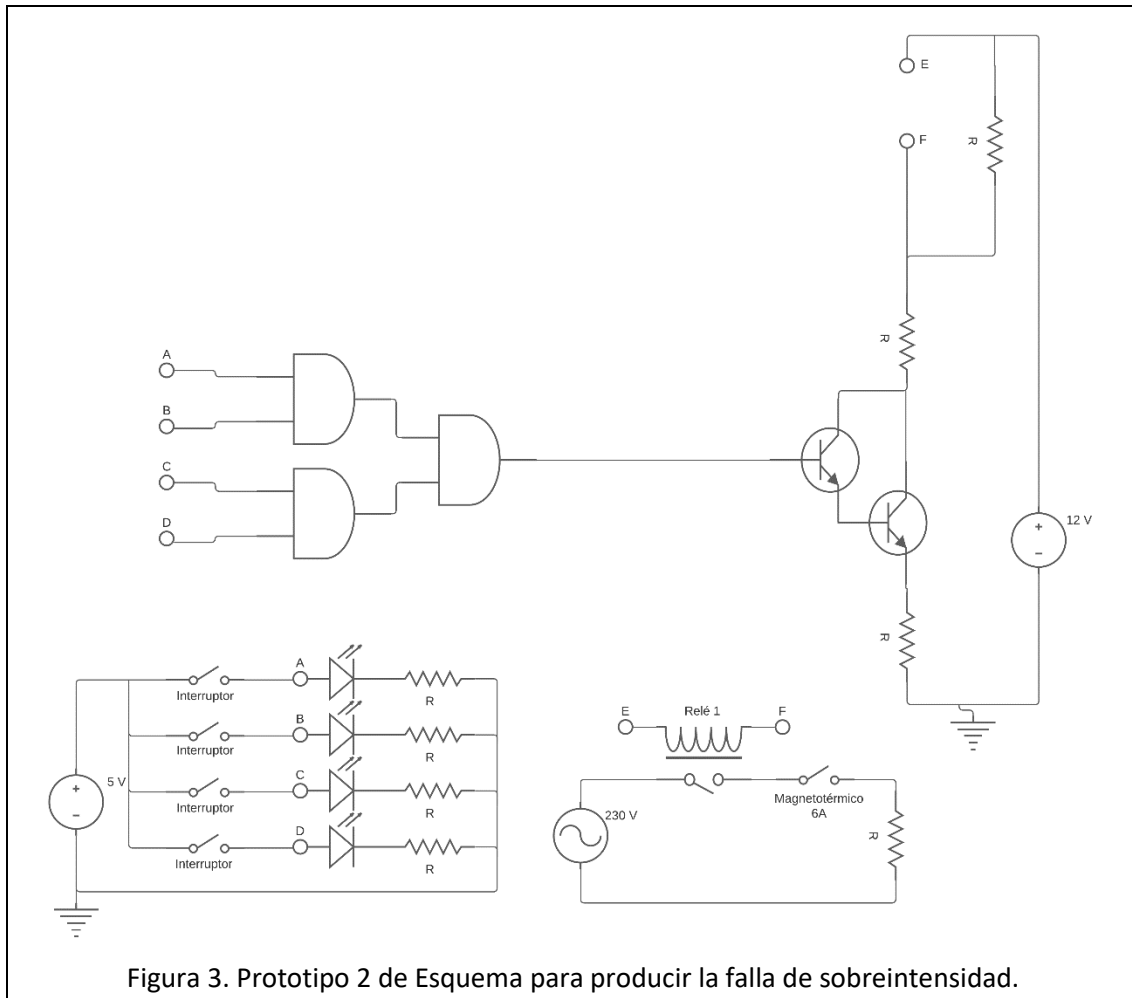 E
F
R
R
A
B
C
D
12 V
R
A
Interruptor
R
B
Interruptor
R
5 V
C
Interruptor
R
D
Interruptor
R
E
Relé 1
F
230 V
Magnetotérmico
6A
R
Figura 3. Prototipo 2 de Esquema para producir la falla de sobreintensidad.